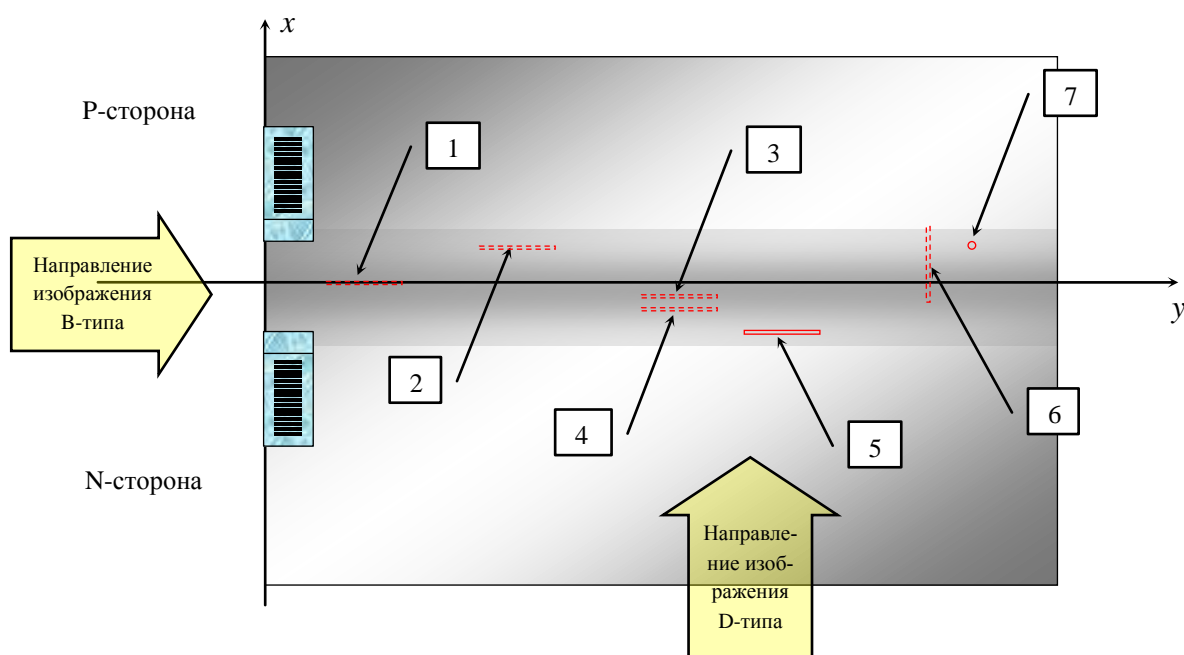 x
P-сторона
7
1
3
Направление
изображения
B-типа
y
2
4
5
6
N-сторона
Направле-
ние изоб-
ражения
D-типа